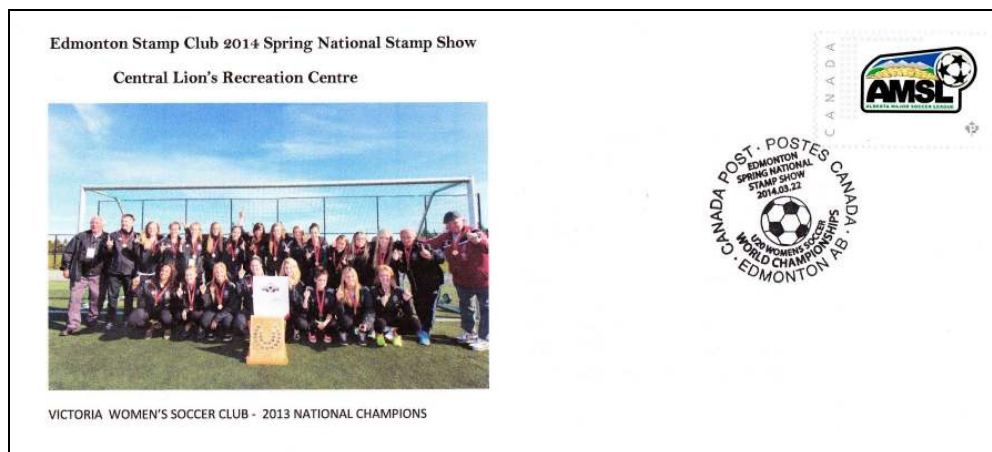 Edmonton Stamp Club 2014 Spring National Stamp Show
Central Lion's Recreation Centre
CANADA
AMSL
ALBERTA MAJOR SOCCER LEAGUE
P
CANADA POST · POSTES CANADA
EDMONTON
SPRING NATIONAL
STAMP SHOW
2014.03.22
U20 WOMENS SOCCER
WORLD CHAMPIONSHIPS
· EDMONTON AB ·
VICTORIA WOMEN'S SOCCER CLUB - 2013 NATIONAL CHAMPIONS